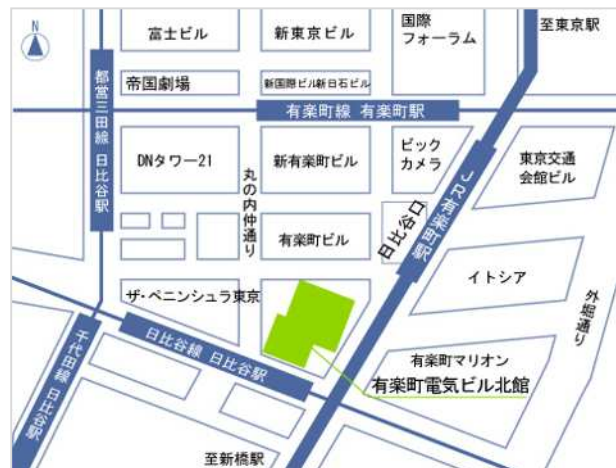 N
富士ビル
新東京ビル
国際
フォーラム
至東京駅
帝国劇場
新国際ビル新日石ビル
都営三田線 日比谷駅
有楽町線 有楽町駅
DNタワー21
丸の内仲通り
新有楽町ビル
ビック
カメラ
東京交通
会館ビル
JR有楽町駅
日比谷口
有楽町ビル
イトシア
外堀通り
ザ・ペニンシュラ東京
日比谷線 日比谷駅
千代田線 日比谷駅
有楽町マリオン
有楽町電気ビル北館
至新橋駅